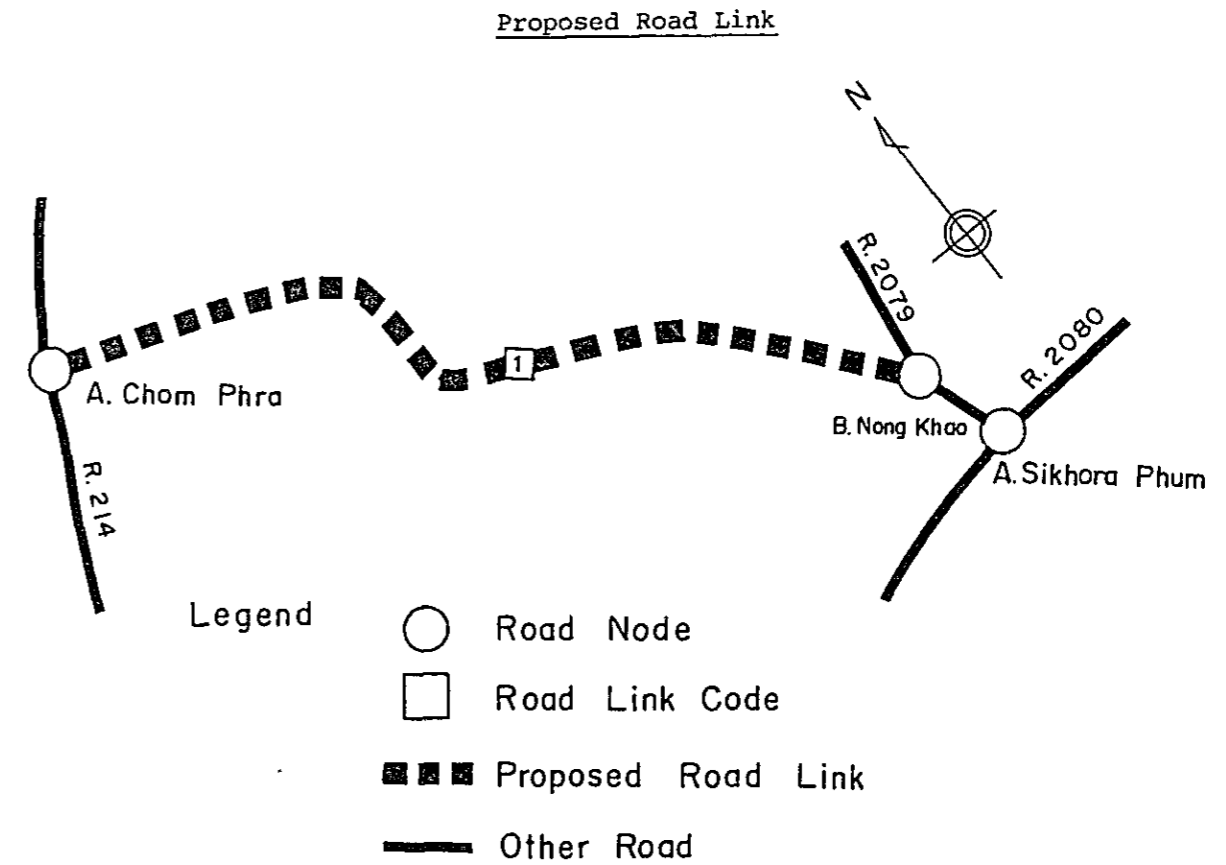 Proposed Road Link
N
R. 2079
R. 2080
1
A. Chom Phra
B. Nong Khao
A. Sikhora Phum
R. 214
Legend
Road Node
Road Link Code
Proposed Road Link
Other Road